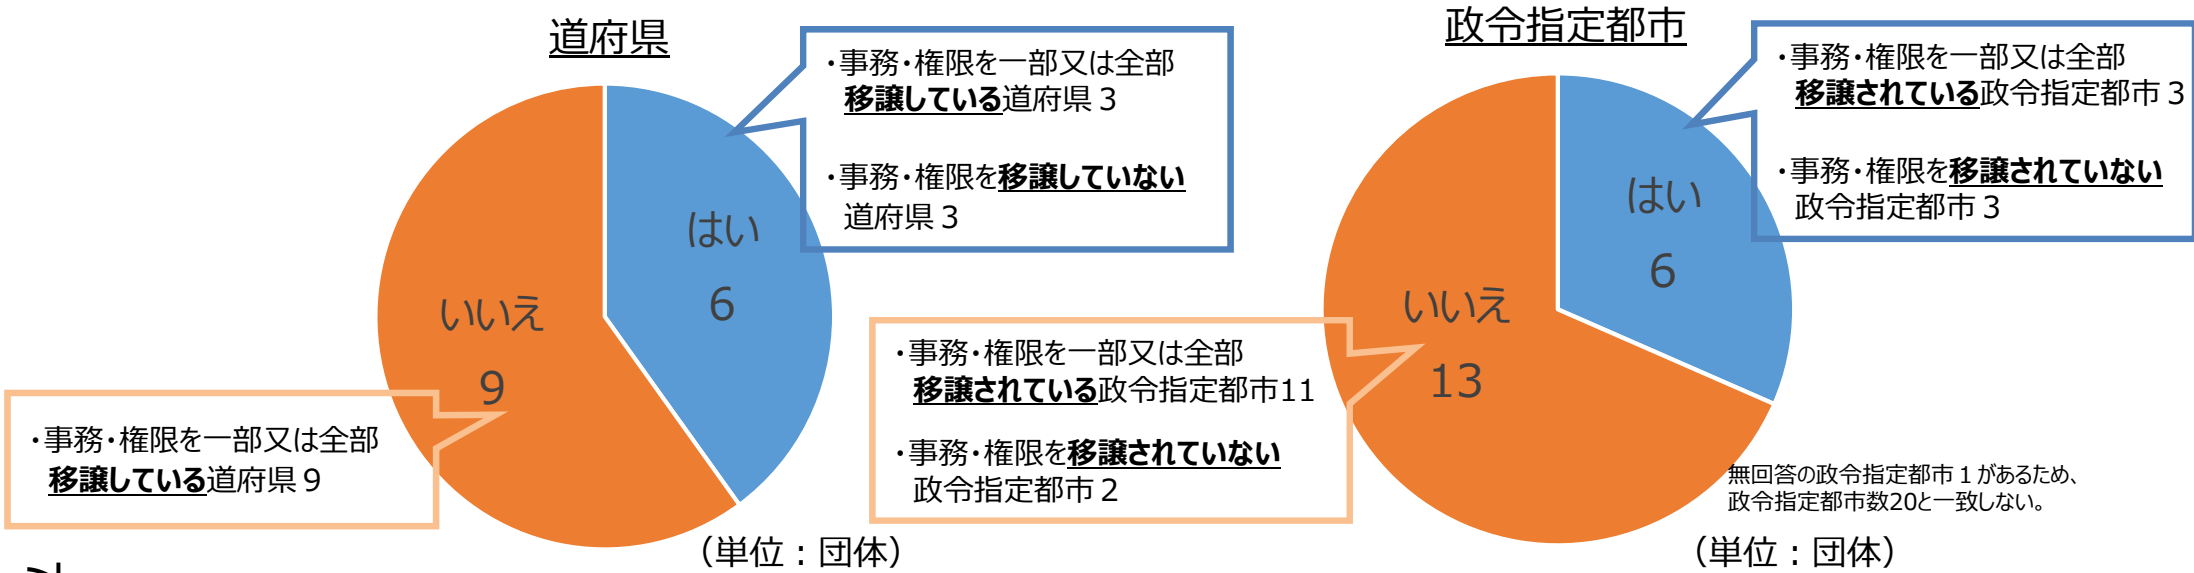 道府県
・事務・権限を一部又は全部
移譲している道府県３
・事務・権限を移譲していない
道府県３
はい
6
いいえ
9
・事務・権限を一部又は全部
移譲している道府県９
（単位：団体）
政令指定都市
・事務・権限を一部又は全部
移譲されている政令指定都市３
・事務・権限を移譲されていない
政令指定都市３
はい
6
いいえ
13
・事務・権限を一部又は全部
移譲されている政令指定都市11
・事務・権限を移譲されていない
政令指定都市２
無回答の政令指定都市１があるため、
政令指定都市数20と一致しない。
（単位：団体）